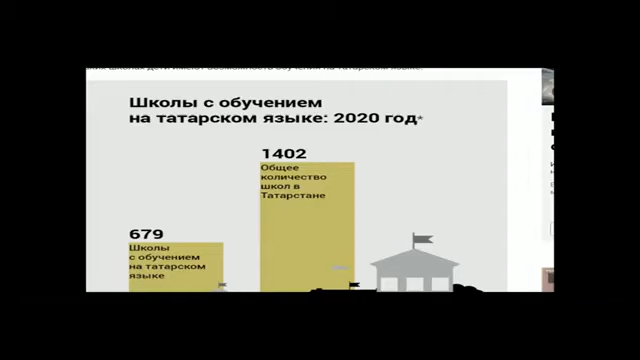 Школы с обучением
на татарском языке: 2020 год*
1402
Общее
количество
школ в
Татарстане
679
Школы
с обучением
на татарском
языке